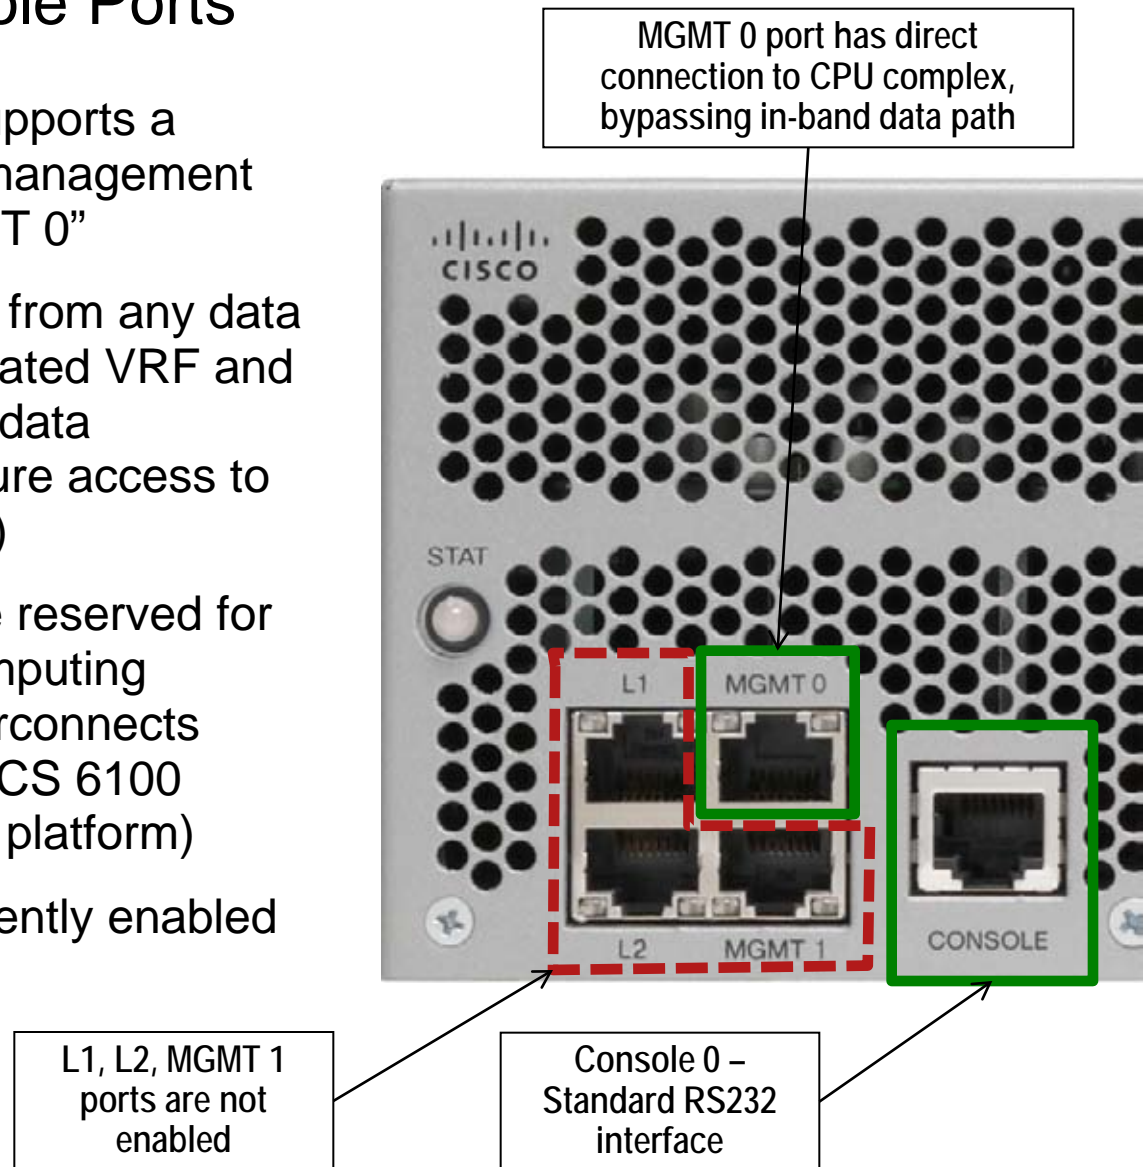 ole Ports
MGMT 0 port has direct
connection to CPU complex,
bypassing in-band data path
pports a
nanagement
T 0”
from any data
ated VRF and
data
ure access to
)
e reserved for
mputing
rconnects
CS 6100
platform)
ently enabled
CISCO
STAT
L1
MGMT 0
L2
MGMT 1
CONSOLE
L1, L2, MGMT 1
ports are not
enabled
Console 0 –
Standard RS232
interface